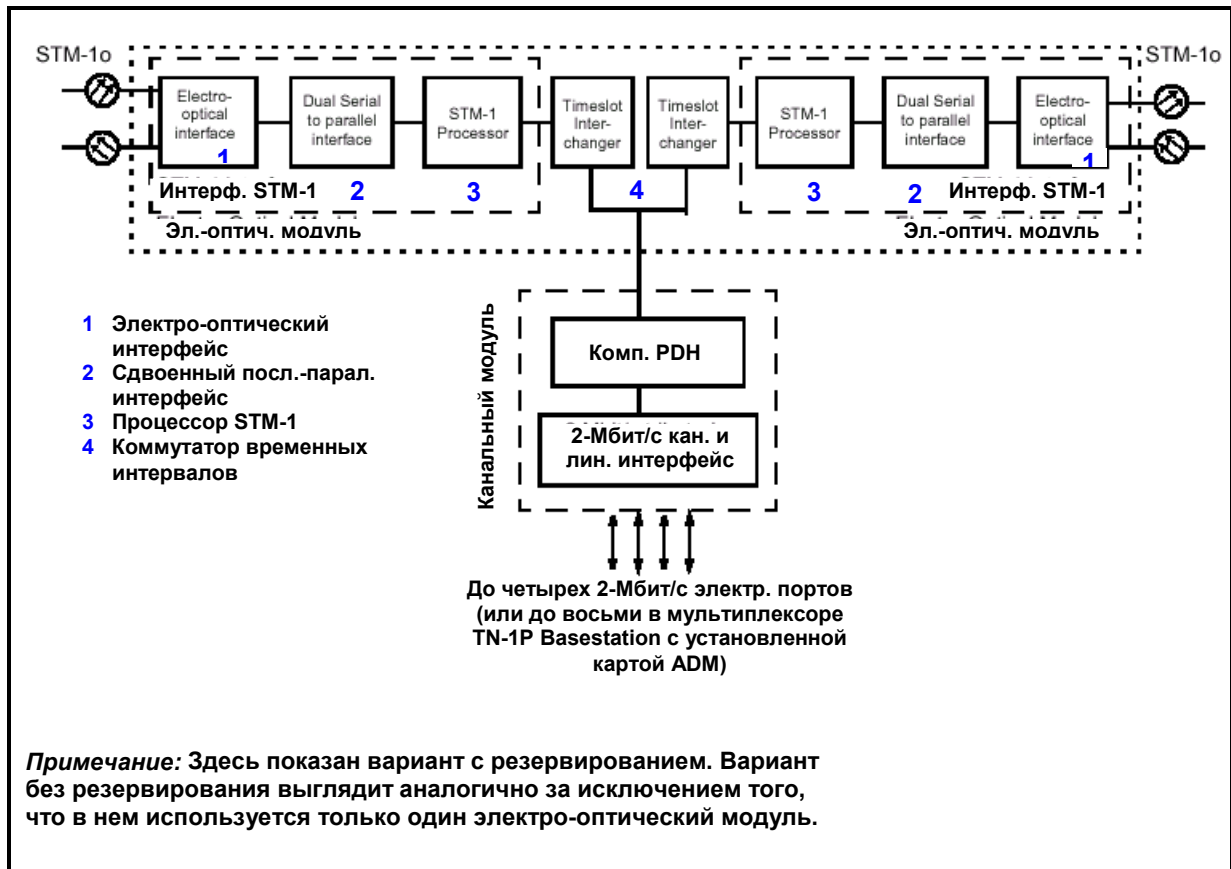 STM-1o
STM-1o
Electro-
optical
interface
1
Dual Serial
to parallel
interface
STM-1
Processor
Timeslot
Inter-
changer
Timeslot
Inter-
changer
STM-1
Processor
Dual Serial
to parallel
interface
Electro-
optical
interface
1
Интерф. STM-1
2
3
4
3
2
Интерф. STM-1
Эл.-оптич. модуль
Эл.-оптич. модуль
1 Электро-оптический
интерфейс
2 Сдвоенный посл.-парал.
интерфейс
3 Процессор STM-1
4 Коммутатор временных
интервалов
Канальный модуль
Комп. PDH
2-Мбит/с кан. и
лин. интерфейс
До четырех 2-Мбит/с электр. портов
(или до восьми в мультиплексоре
TN-1P Basestation с установленной
картой ADM)
Примечание: Здесь показан вариант с резервированием. Вариант
без резервирования выглядит аналогично за исключением того,
что в нем используется только один электро-оптический модуль.